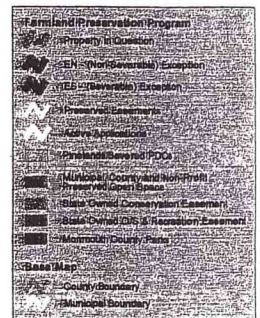 Farmland Preservation Program
Property In Question
EN - (Non-Severable) Exception
ES - (Severable) Exception
Preserved Easements
Active Applications
Pinelands Severed PDCs
Municipal, County and Non-Profit
Preserved Open Space
State Owned Conservation Easement
State Owned O/S & Recreation Easement
Monmouth County Parks
Base Map
County Boundary
Municipal Boundary